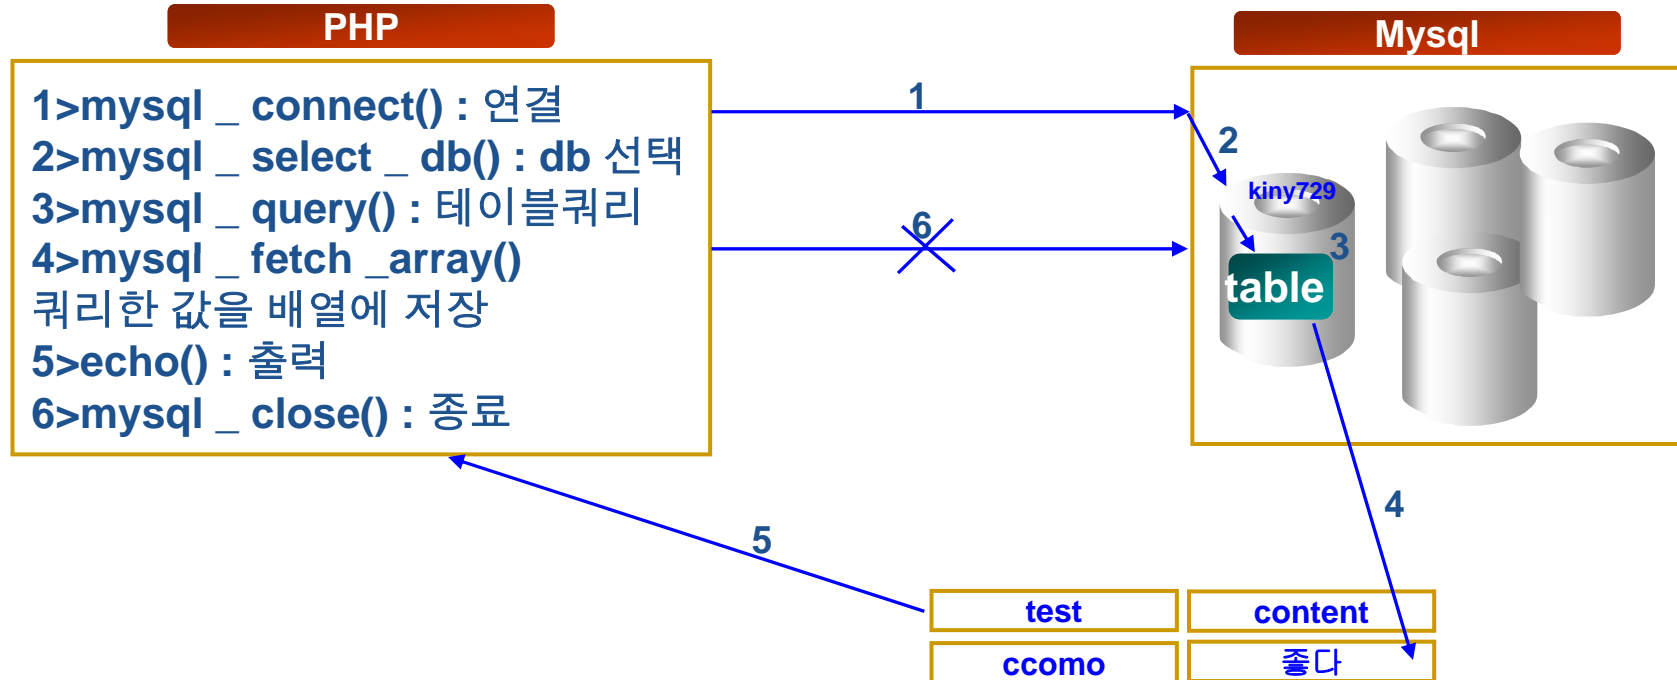 PHP
Mysql
1>mysql _ connect() : 연결
2>mysql _ select _ db() : db 선택
3>mysql _ query() : 테이블쿼리
4>mysql _ fetch _array()
쿼리한 값을 배열에 저장
5>echo() : 출력
6>mysql _ close() : 종료
1
2
kiny729
6
3
table
4
5
test content
ccomo 좋다